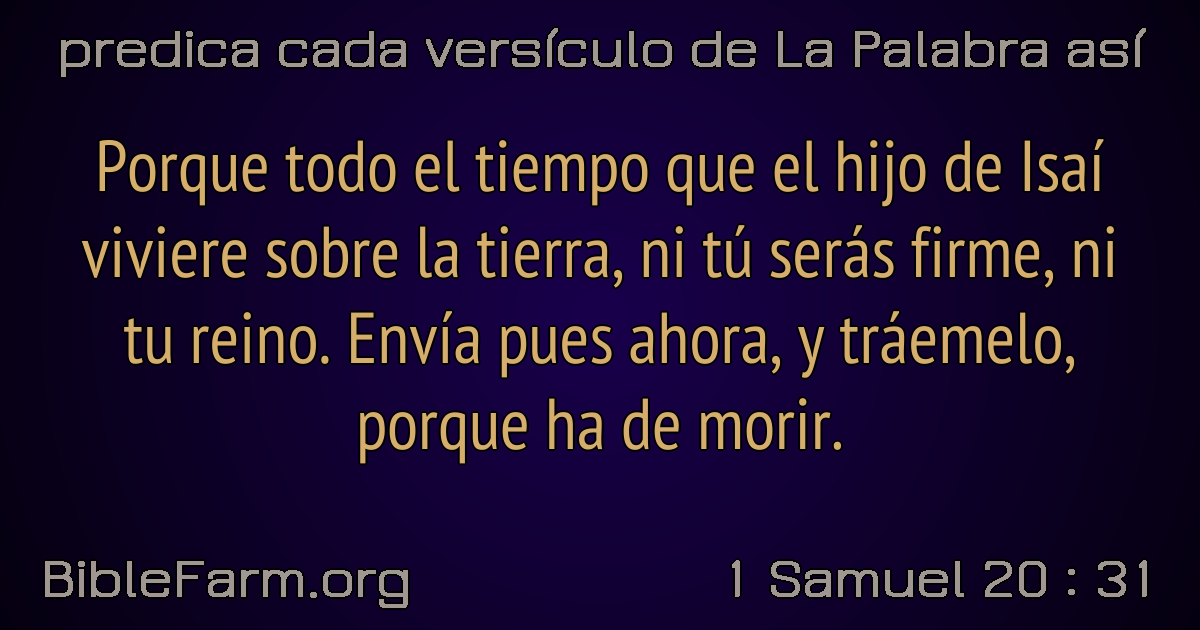 predica cada versículo de La Palabra así
Porque todo el tiempo que el hijo de Isaí
viviere sobre la tierra, ni tú serás firme, ni
tu reino. Envía pues ahora, y tráemelo,
porque ha de morir.
BibleFarm.org
1 Samuel 20 : 31